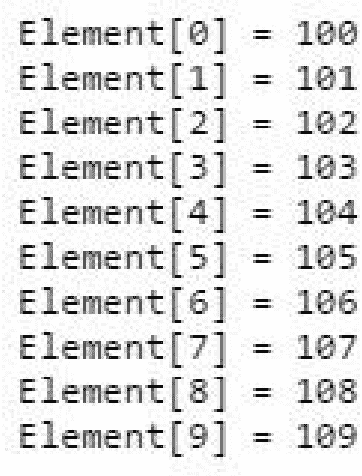 Element[0] = 100
Element[1] = 101
Element[2] = 102
Element[3] = 103
Element[4] = 104
Element[5] = 105
Element[6] = 106
Element[7] = 107
Element[8] = 108
Element[9] = 109